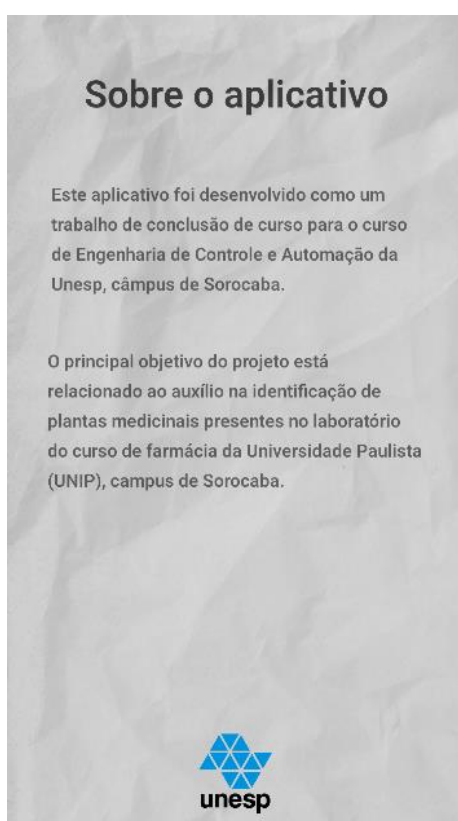 Sobre o aplicativo
Este aplicativo foi desenvolvido como um
trabalho de conclusão de curso para o curso
de Engenharia de Controle e Automação da
Unesp, câmpus de Sorocaba.
O principal objetivo do projeto está
relacionado ao auxílio na identificação de
plantas medicinais presentes no laboratório
do curso de farmácia da Universidade Paulista
(UNIP), campus de Sorocaba.
unesp